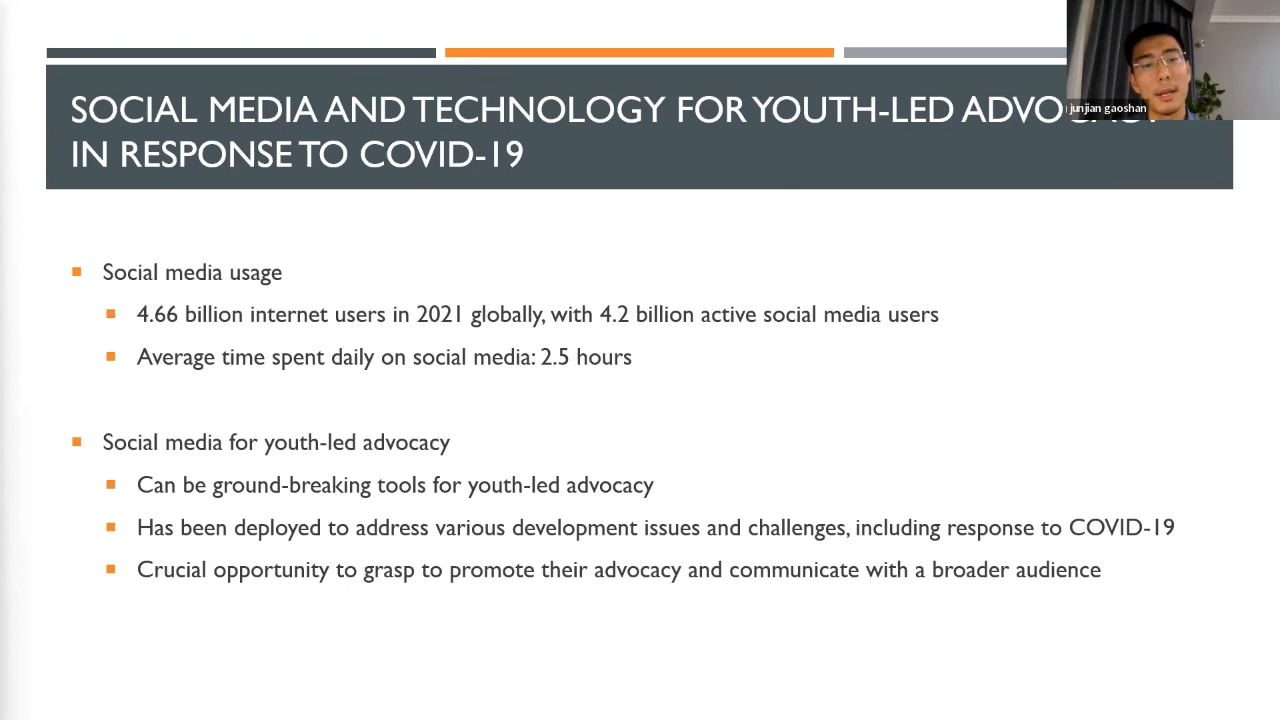 SOCIAL MEDIA AND TECHNOLOGY FOR YOUTH-LED
IN RESPONSE TO COVID-19
junjian gaoshan
Social media usage
4.66 billion internet users in 2021 globally, with 4.2 billion active social media users
Average time spent daily on social media: 2.5 hours
Social media for youth-led advocacy
Can be ground-breaking tools for youth-led advocacy
Has been deployed to address various development issues and challenges, including response to COVID-19
Crucial opportunity to grasp to promote their advocacy and communicate with a broader audience